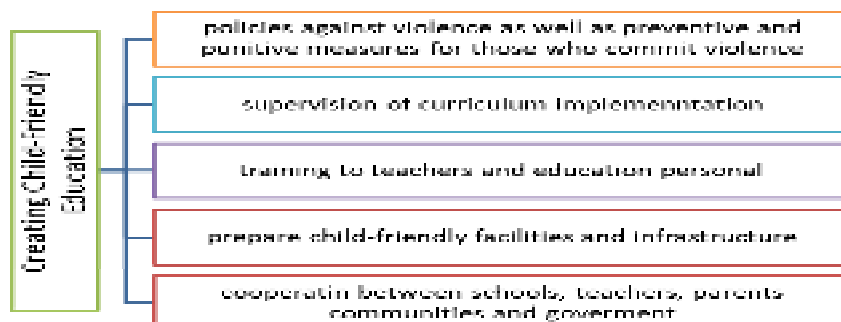 Creating Child-Friendly
Education
policies against violence as well as preventive and
punitive measures for those who commit violence
supervision of curriculum implemenntation
training to teachers and education personal
prepare child-friendly facilities and infrastructure
cooperatin between schools, teachers, parents
communities and goverment